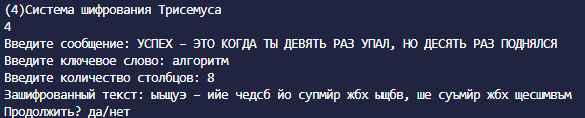 (4)Система шифрования Трисемуса
4
Введите сообщение: УСПЕХ – ЭТО КОГДА ТЫ ДЕВЯТЬ РАЗ УПАЛ, НО ДЕСЯТЬ РАЗ ПОДНЯЛСЯ
Введите ключевое слово: алгоритм
Введите количество столбцов: 8
Зашифрованный текст: ыъщуэ – ийе чедсб йо супмйр жбх ыщбв, ше суъмйр жбх щесшмвъм
Продолжить? да/нет